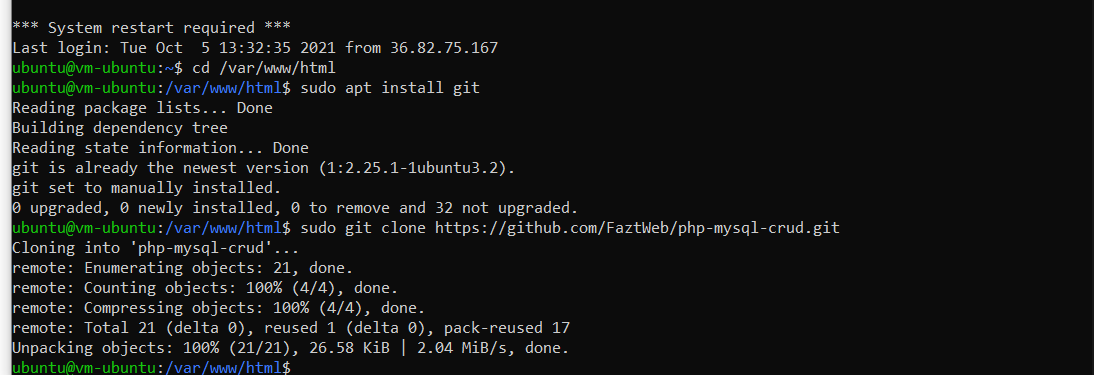 *** System restart required ***
Last login: Tue Oct  5 13:32:35 2021 from 36.82.75.167
ubuntu@vm-ubuntu:~$ cd /var/www/html
ubuntu@vm-ubuntu:/var/www/html$ sudo apt install git
Reading package lists... Done
Building dependency tree
Reading state information... Done
git is already the newest version (1:2.25.1-1ubuntu3.2).
git set to manually installed.
0 upgraded, 0 newly installed, 0 to remove and 32 not upgraded.
ubuntu@vm-ubuntu:/var/www/html$ sudo git clone https://github.com/FaztWeb/php-mysql-crud.git
Cloning into 'php-mysql-crud'...
remote: Enumerating objects: 21, done.
remote: Counting objects: 100% (4/4), done.
remote: Compressing objects: 100% (4/4), done.
remote: Total 21 (delta 0), reused 1 (delta 0), pack-reused 17
Unpacking objects: 100% (21/21), 26.58 KiB | 2.04 MiB/s, done.
ubuntu@vm-ubuntu:/var/www/html$